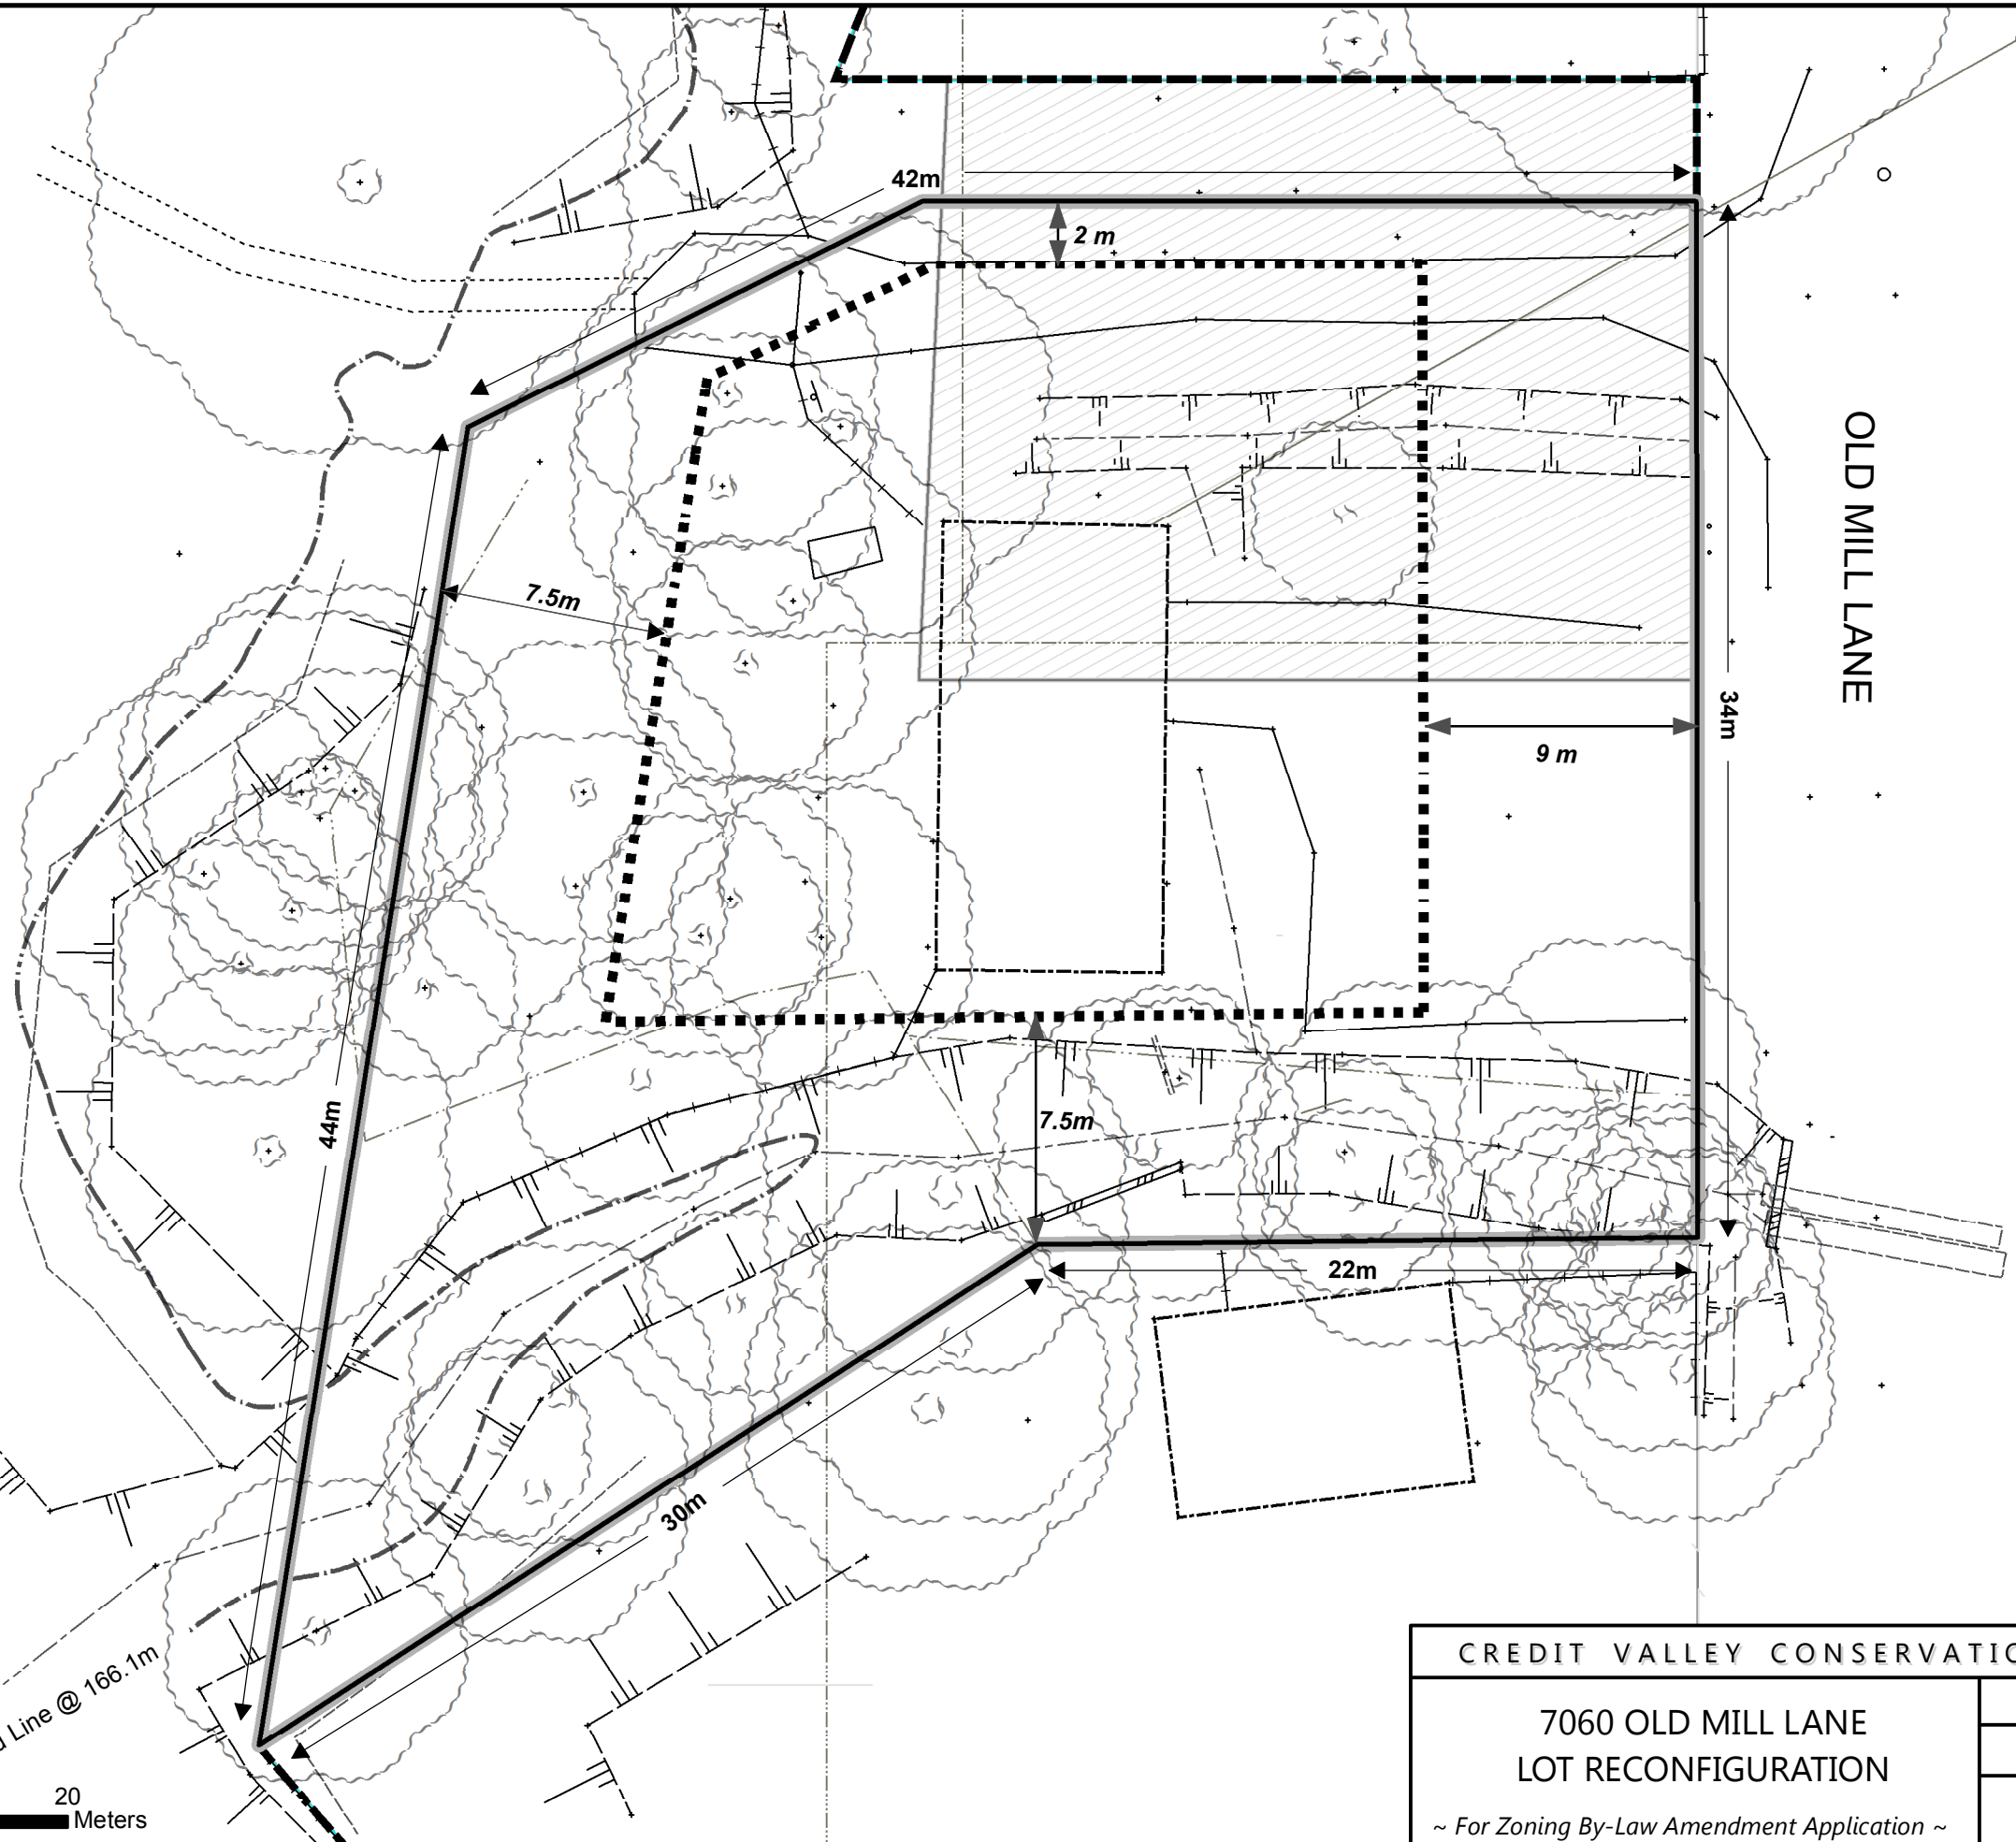 42m
2 m
OLD MILL LANE
7.5m
34m
9 m
44m
7.5m
22m
30m
Line @ 166.1m
20
Meters
CREDIT VALLEY
7060 OLD MILL LANE
LOT RECONFIGURATION
~ For Zoning By-Law Amendment Application ~